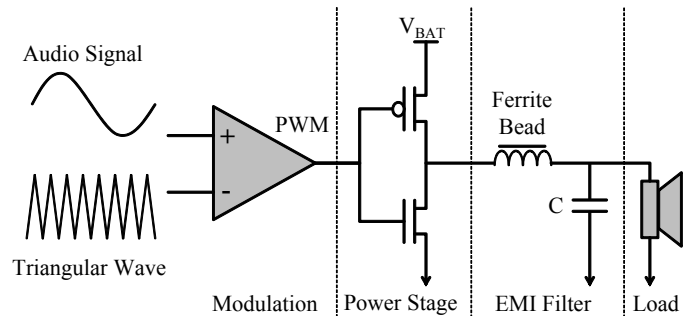 Audio Signal
+
-
Triangular Wave
PWM
V_BAT
Ferrite
Bead
C
Modulation
Power Stage
EMI Filter
Load